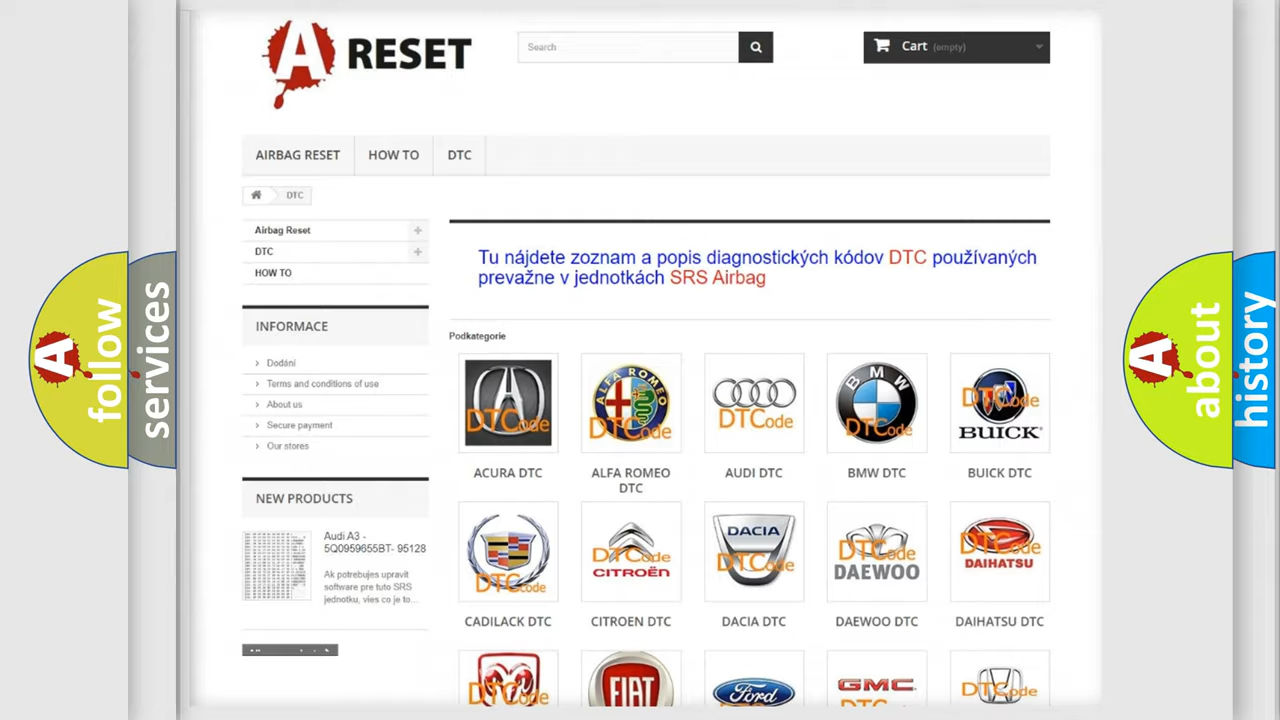 A RESET
Search
Cart (empty)
AIRBAG RESET
HOW TO
DTC
DTC
Airbag Reset
DTC
HOW TO
Tu nájdete zoznam a popis diagnostických kódov DTC používaných
prevažne v jednotkách SRS Airbag
INFORMACE
Dodání
Terms and conditions of use
About us
Secure payment
Our stores
NEW PRODUCTS
Audi A3 -
5Q0959655BT- 95128
Ak potrebujes upravit
software pre tuto SRS
jednotku, vies co je to...
Podkategorie
DTCode
ALFA ROMEO
DTCode
DTCode
BMW
DTCode
DTCode
BUICK
ACURA DTC
ALFA ROMEO
DTC
AUDI DTC
BMW DTC
BUICK DTC
DTCode
DTCode
CITROËN
DACIA
DTCode
DTCode
DAEWOO
DTCode
DAIHATSU
CADILACK DTC
CITROEN DTC
DACIA DTC
DAEWOO DTC
DAIHATSU DTC
DTCode
FIAT
Ford
GMC
DTCode
A
follow
services
A
about
history